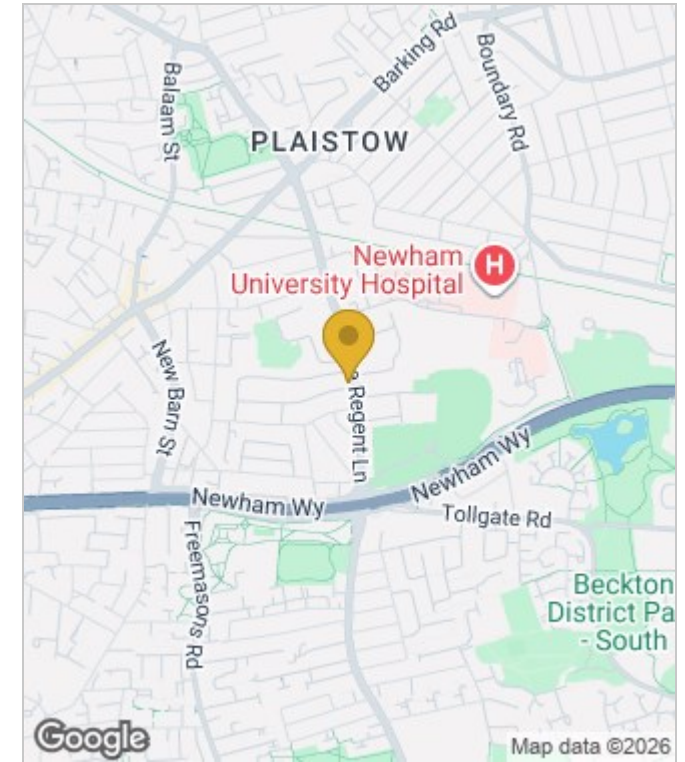 Barking Rd
Boundary Rd
Balaam St
PLAISTOW
Newham
University Hospital
H
New Barn St
Regent Ln
Newham Wy
Newham Wy
Tollgate Rd
Freemasons Rd
Beckton
District Pa
- South
Google
Map data ©2026